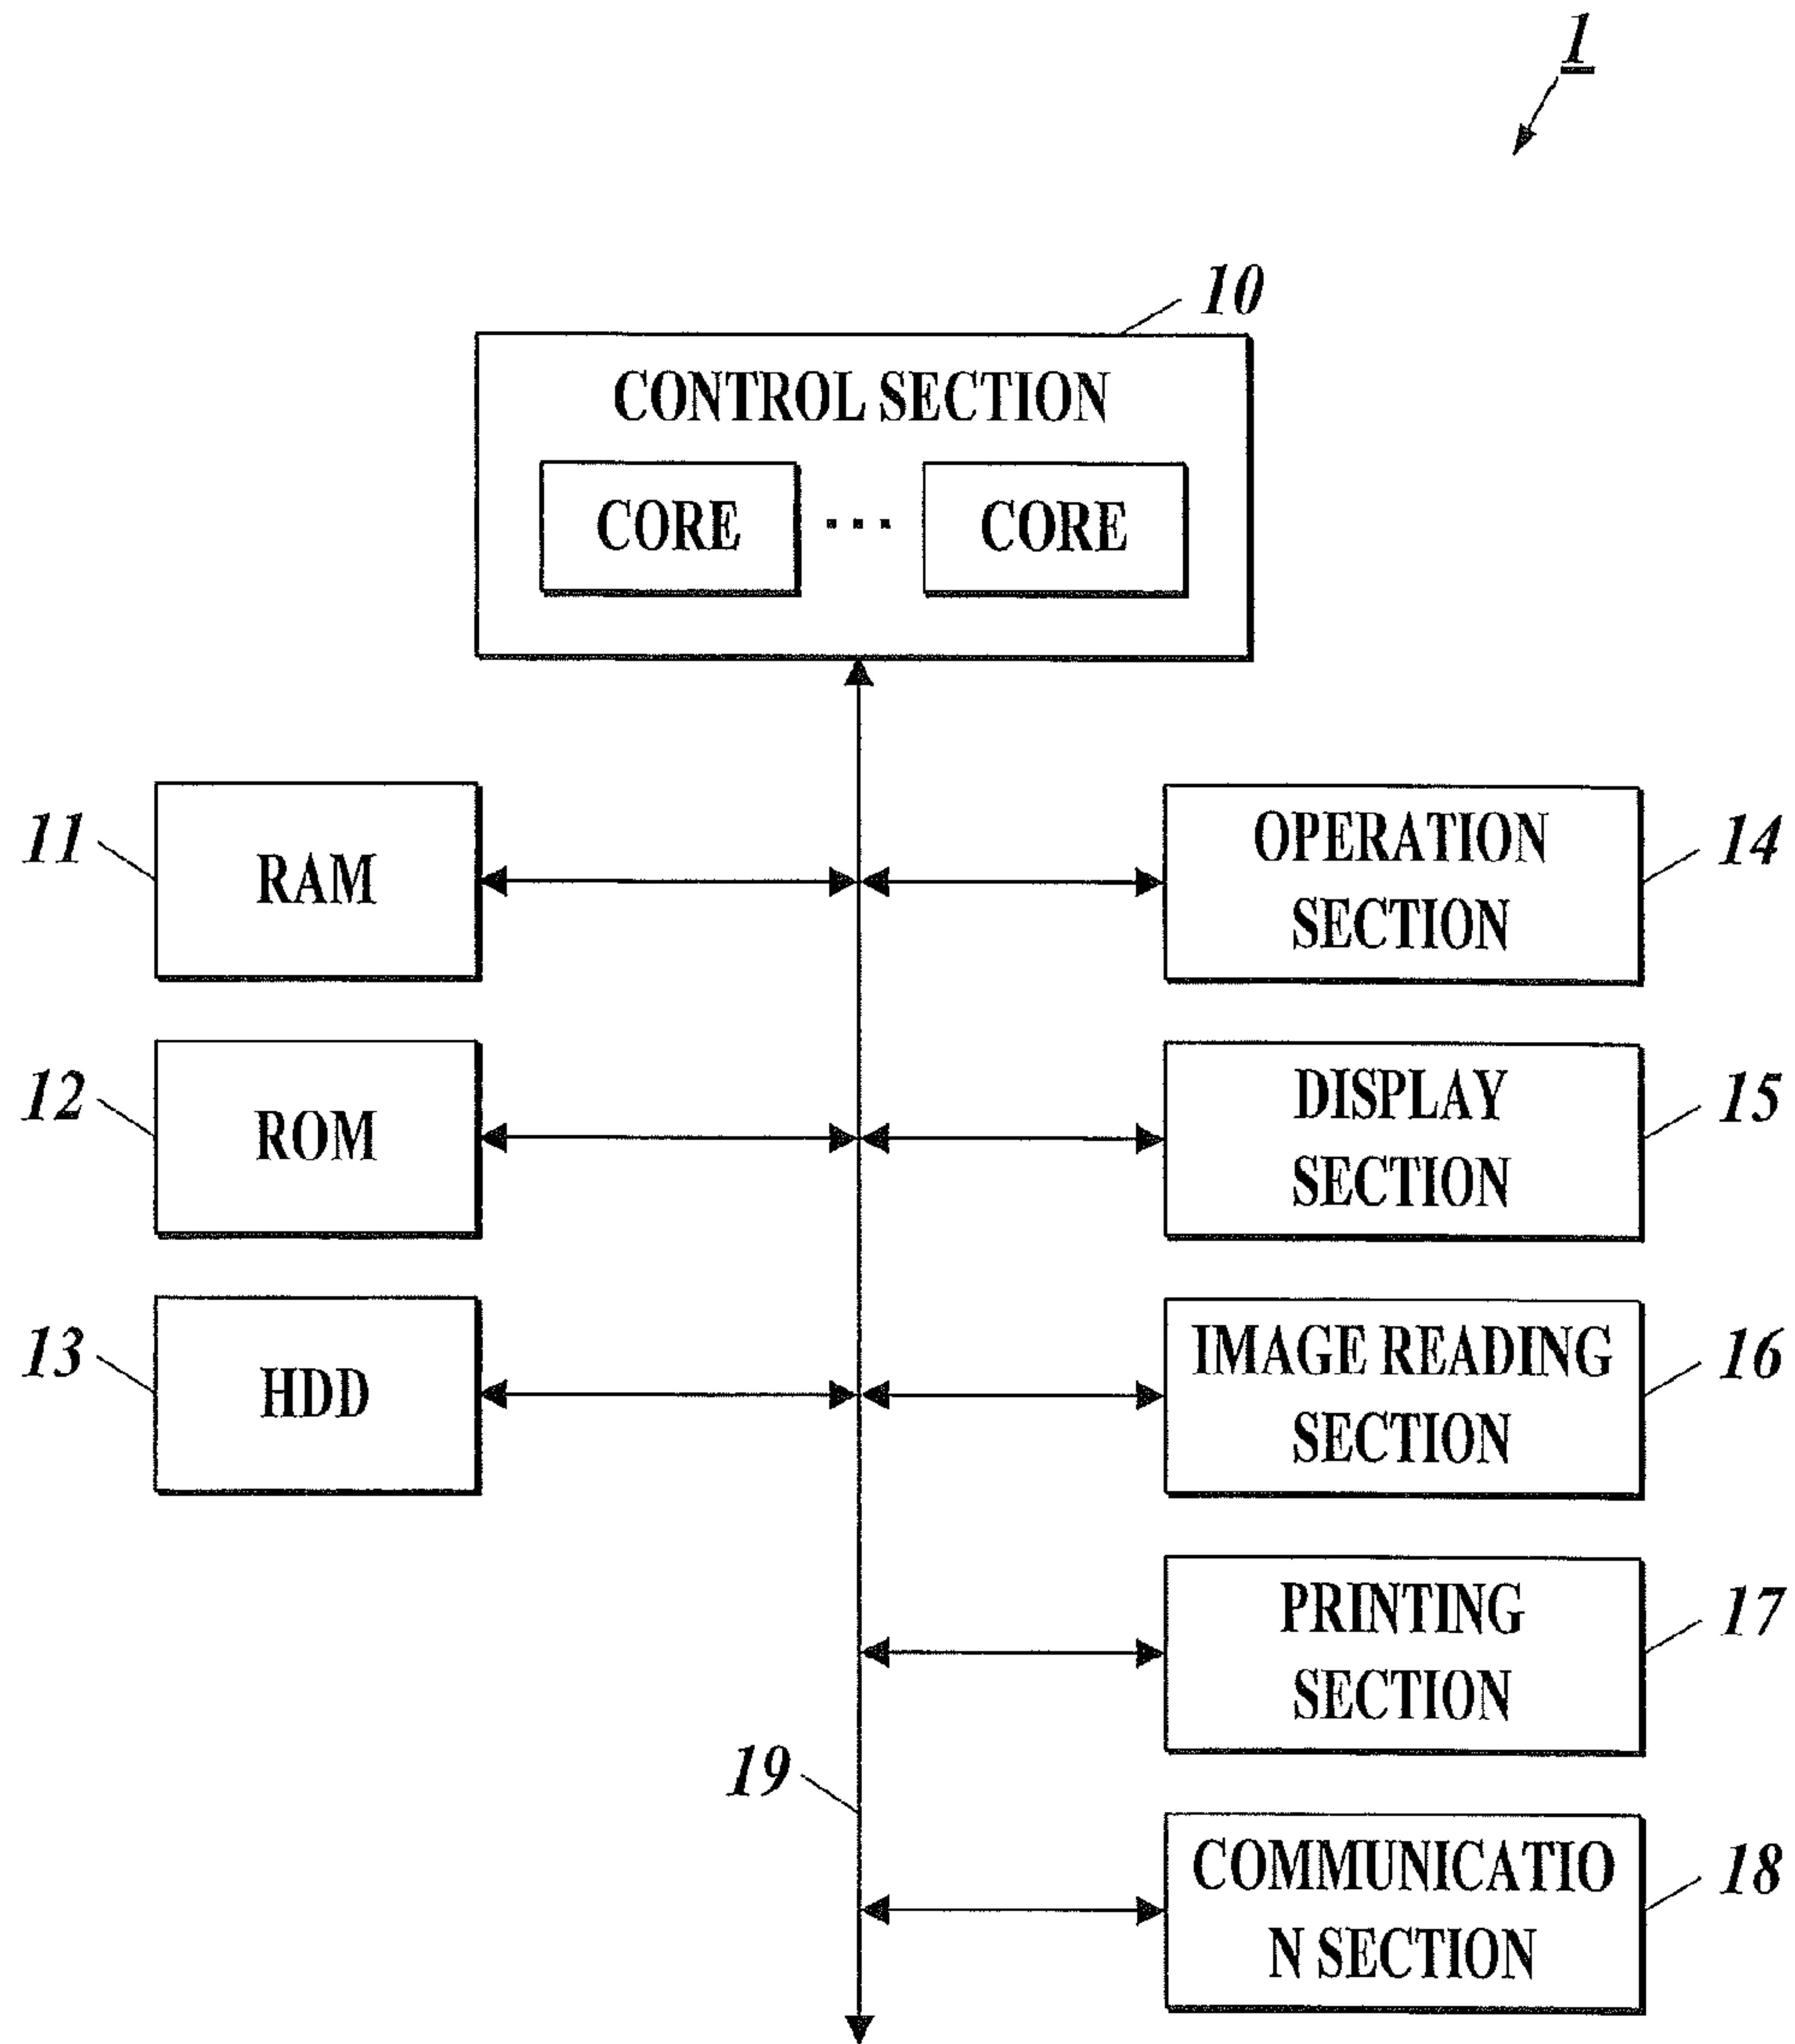 1
10
CONTROL SECTION
CORE ... CORE
11
RAM
OPERATION
SECTION
14
12
ROM
DISPLAY
SECTION
15
13
HDD
IMAGE READING
SECTION
16
PRINTING
SECTION
17
19
COMMUNICATIO
N SECTION
18